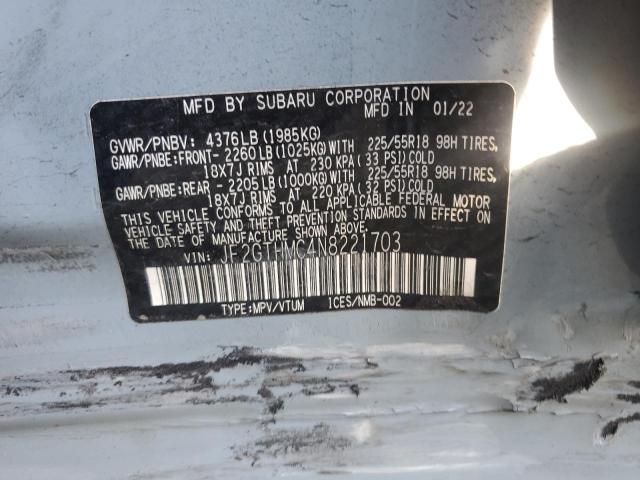 MFD BY SUBARU CORPORATION
MFD IN 01/22
GVWR/PNBV: 4376LB (1985KG)
GAWR/PNBE:FRONT- 2260LB (1025KG) WITH 225/55R18 98H TIRES,
18X7J RIMS AT 230 KPA (33 PSI) COLD
GAWR/PNBE:REAR - 2205LB (1000KG) WITH 225/55R18 98H TIRES,
18X7J RIMS AT 220 KPA (32 PSI) COLD
THIS VEHICLE CONFORMS TO ALL APPLICABLE FEDERAL MOTOR
VEHICLE SAFETY AND THEFT PREVENTION STANDARDS IN
EFFECT ON THE DATE OF MANUFACTURE SHOWN ABOVE.
VIN: JF2GTHMC4N8221703
TYPE:MPV/VTUM ICES/NMB-002